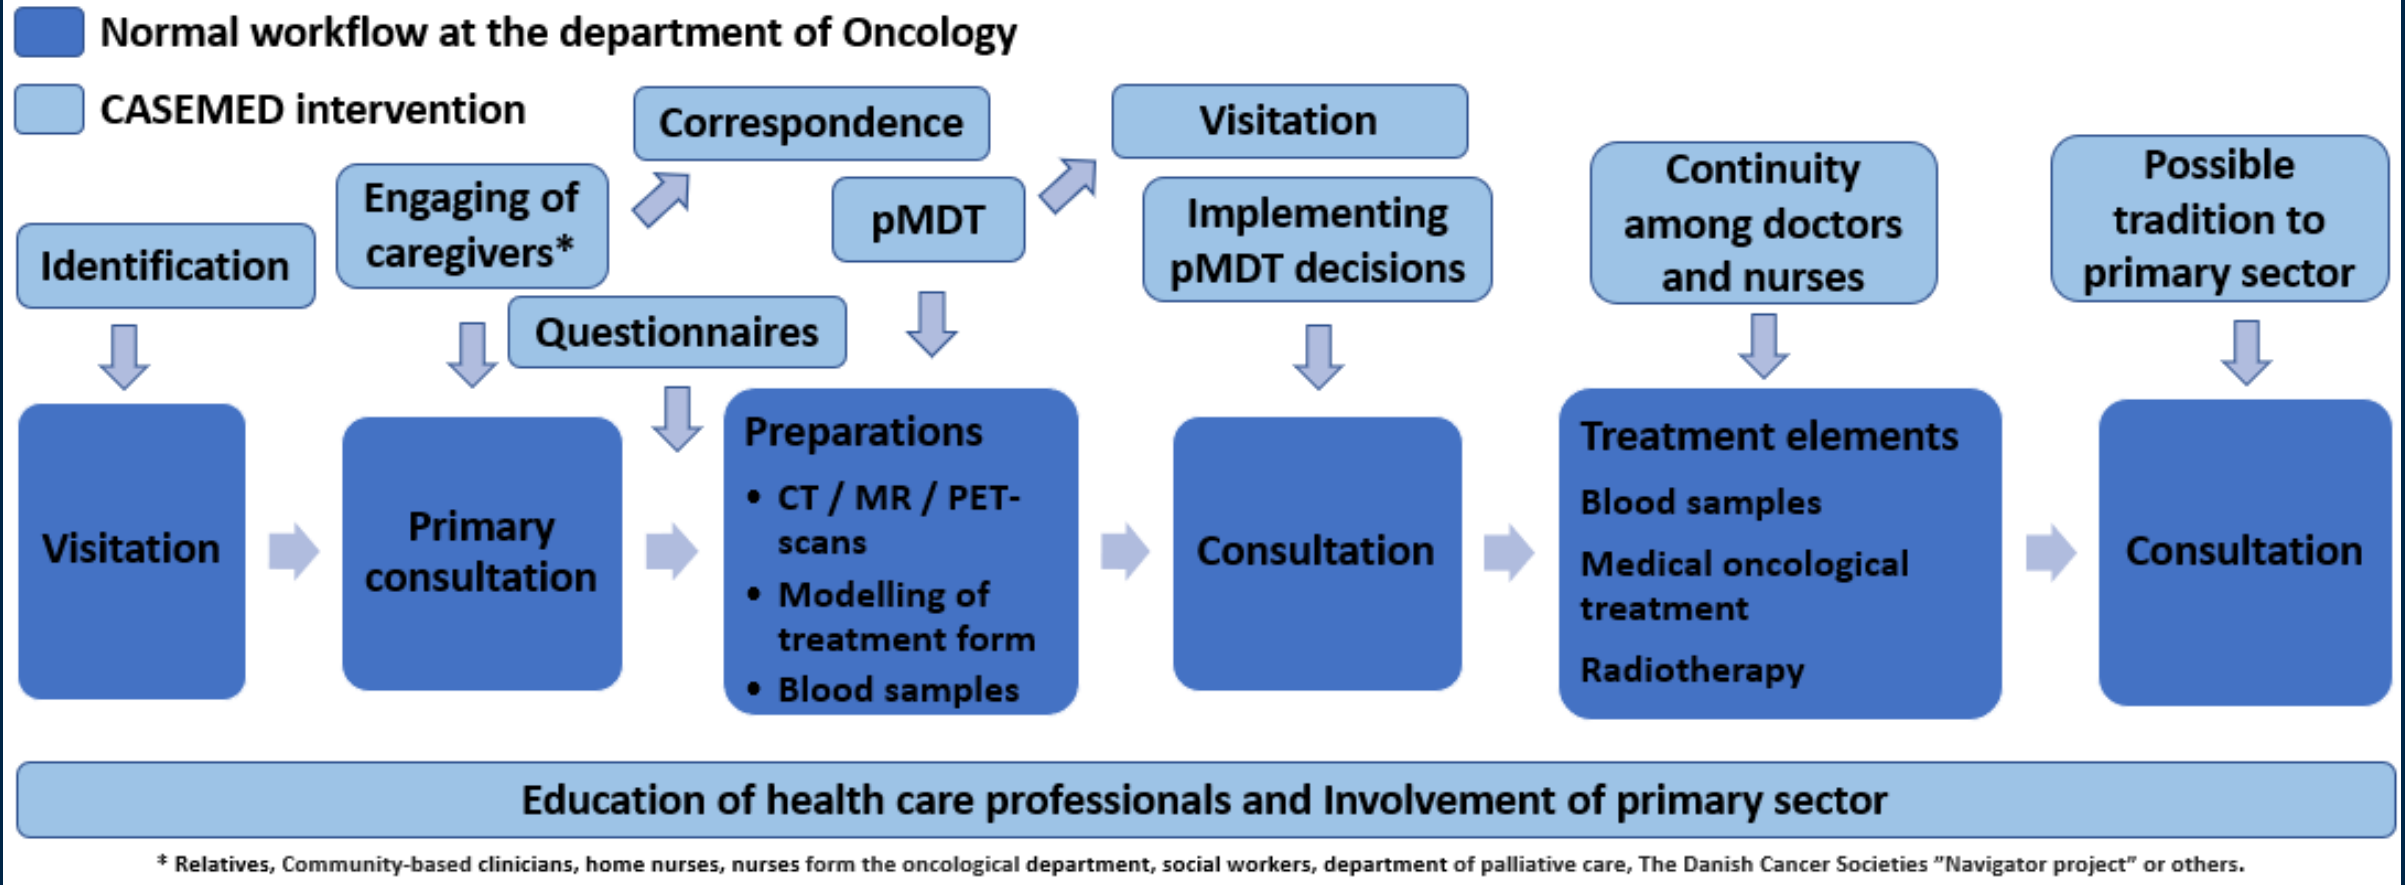 Normal workflow at the department of Oncology
CASEMED intervention
Correspondence
Visitation
Engaging of
caregivers*
pMDT
Implementing
pMDT decisions
Continuity
among doctors
and nurses
Possible
tradition to
primary sector
Identification
Questionnaires
Visitation
Primary
consultation
Preparations
• CT / MR / PET-
scans
• Modelling of
treatment form
• Blood samples
Consultation
Treatment elements
Blood samples
Medical oncological
treatment
Radiotherapy
Consultation
Education of health care professionals and Involvement of primary sector
* Relatives, Community-based clinicians, home nurses, nurses form the oncological department, social workers, department of palliative care, The Danish Cancer Societies ”Navigator project” or others.